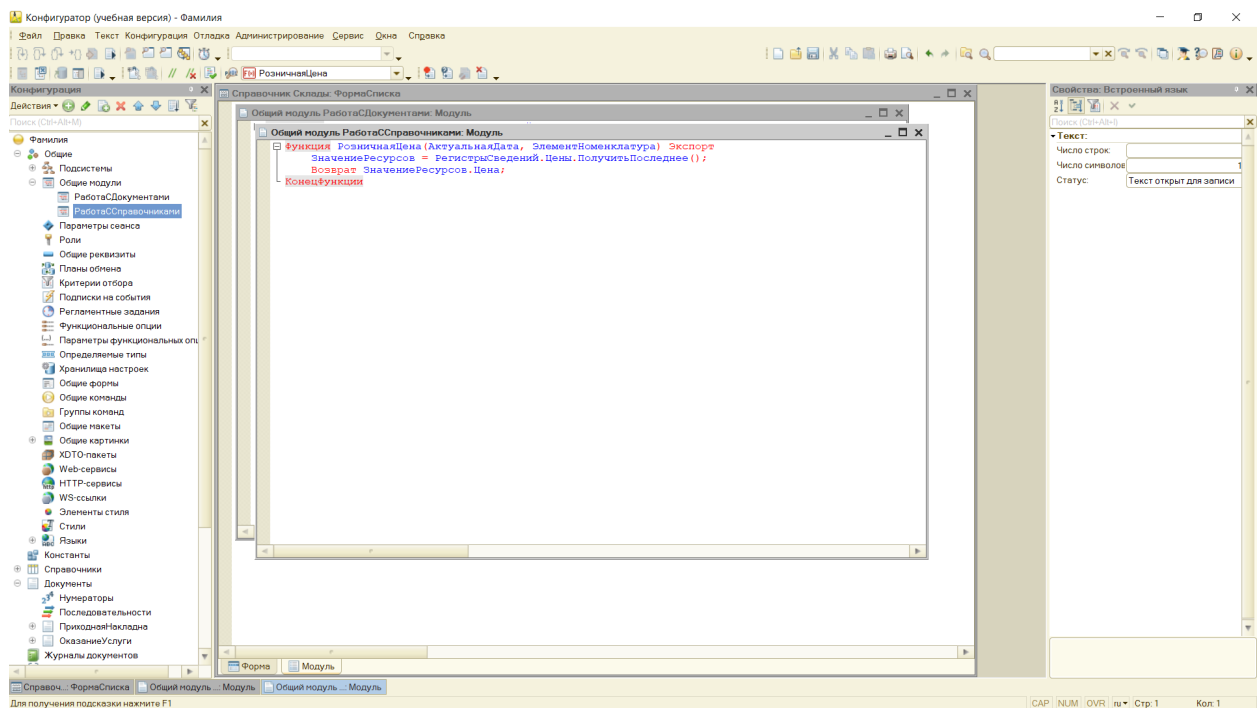 Конфигуратор (учебная версия) - Фамилия
Файл Правка Текст Конфигурация Отладка Администрирование Сервис Окна Справка
РозничнаяЦена
Конфигурация
Действия
Поиск (Ctrl+Alt+M)
Фамилия
Общие
Подсистемы
Общие модули
РаботаСДокументами
РаботаССправочниками
Параметры сеанса
Роли
Общие реквизиты
Планы обмена
Критерии отбора
Подписки на события
Регламентные задания
Функциональные опции
Параметры функциональных опц
Определяемые типы
Хранилища настроек
Общие формы
Общие команды
Группы команд
Общие макеты
Общие картинки
XDTO-пакеты
Web-сервисы
HTTP-сервисы
WS-ссылки
Элементы стиля
Стили
Языки
Константы
Справочники
Документы
Нумераторы
Последовательности
ПриходнаяНакладна
ОказаниеУслуги
Журналы документов
Справочник Склады: ФормаСписка
Общий модуль РаботаСДокументами: Модуль
Общий модуль РаботаССправочниками: Модуль
Функция РозничнаяЦена(АктуальнаяДата, ЭлементНоменклатура) Экспорт
ЗначениеРесурсов = РегистрыСведений.Цены.ПолучитьПоследнее();
Возврат ЗначениеРесурсов.Цена;
КонецФункции
Форма Модуль
Свойства: Встроенный язык
Поиск (Ctrl+Alt+I)
Текст:
Число строк:
Число символов 1
Статус: Текст открыт для записи
Справоч...: ФормаСписка Общий модуль ...: Модуль Общий модуль ...: Модуль
Для получения подсказки нажмите F1
CAP NUM OVR ru Стр: 1 Кол: 1